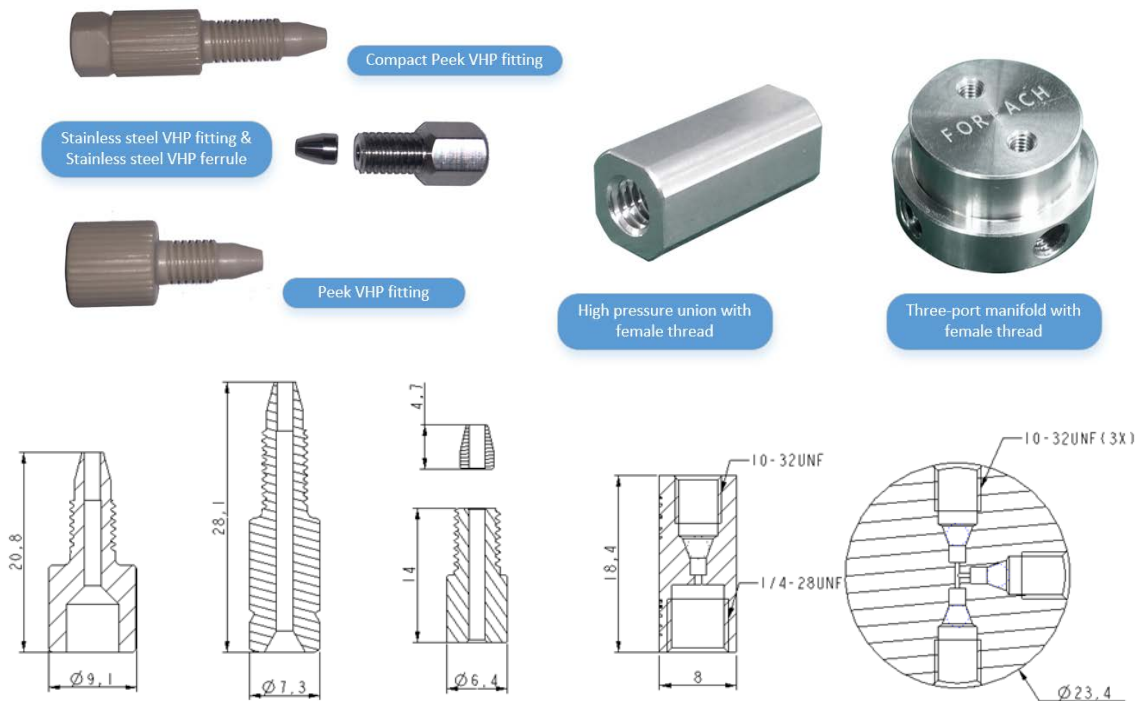 Compact Peek VHP fitting
Stainless steel VHP fitting &
Stainless steel VHP ferrule
Peek VHP fitting
High pressure union with
female thread
Three-port manifold with
female thread
20,8
Ø9,1
28,1
Ø7,3
4,7
14
Ø6,4
10-32UNF
18,4
1/4-28UNF
8
10-32UNF(3X)
Ø23,4